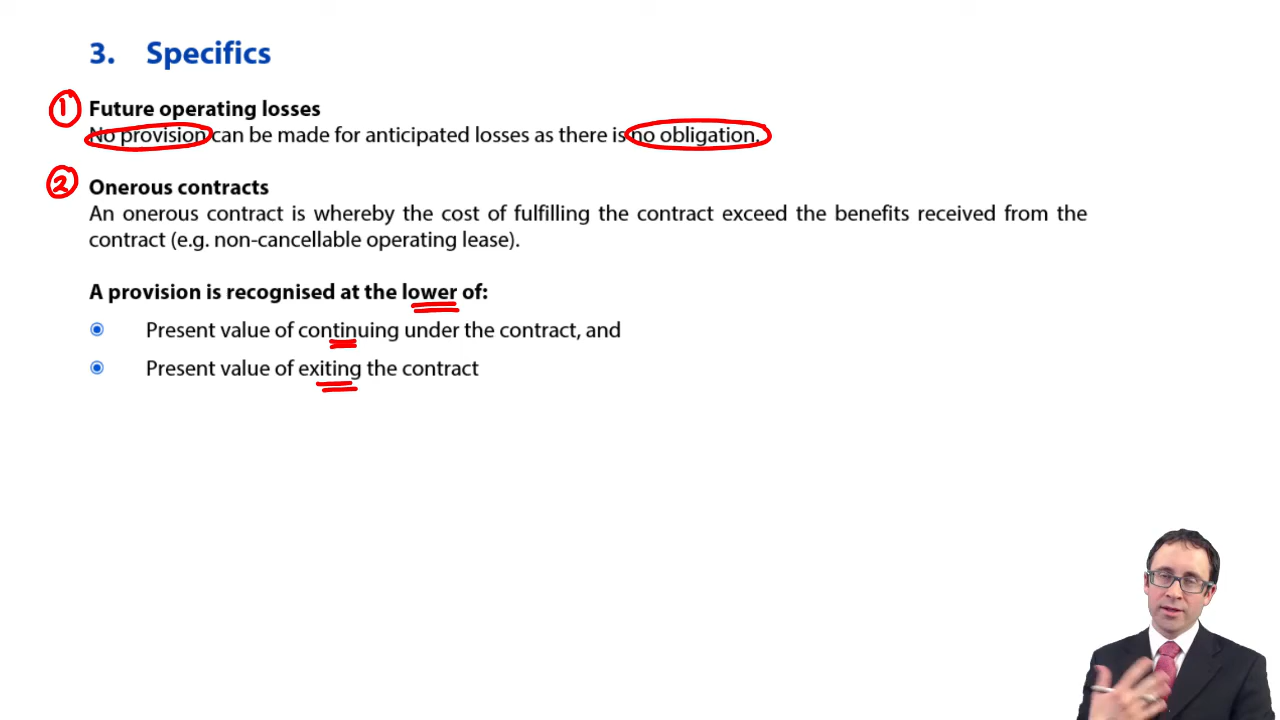 3. Specifics
1 Future operating losses
No provision can be made for anticipated losses as there is no obligation.
2 Onerous contracts
An onerous contract is whereby the cost of fulfilling the contract exceed the benefits received from the
contract (e.g. non-cancellable operating lease).
A provision is recognised at the lower of:
Present value of continuing under the contract, and
Present value of exiting the contract